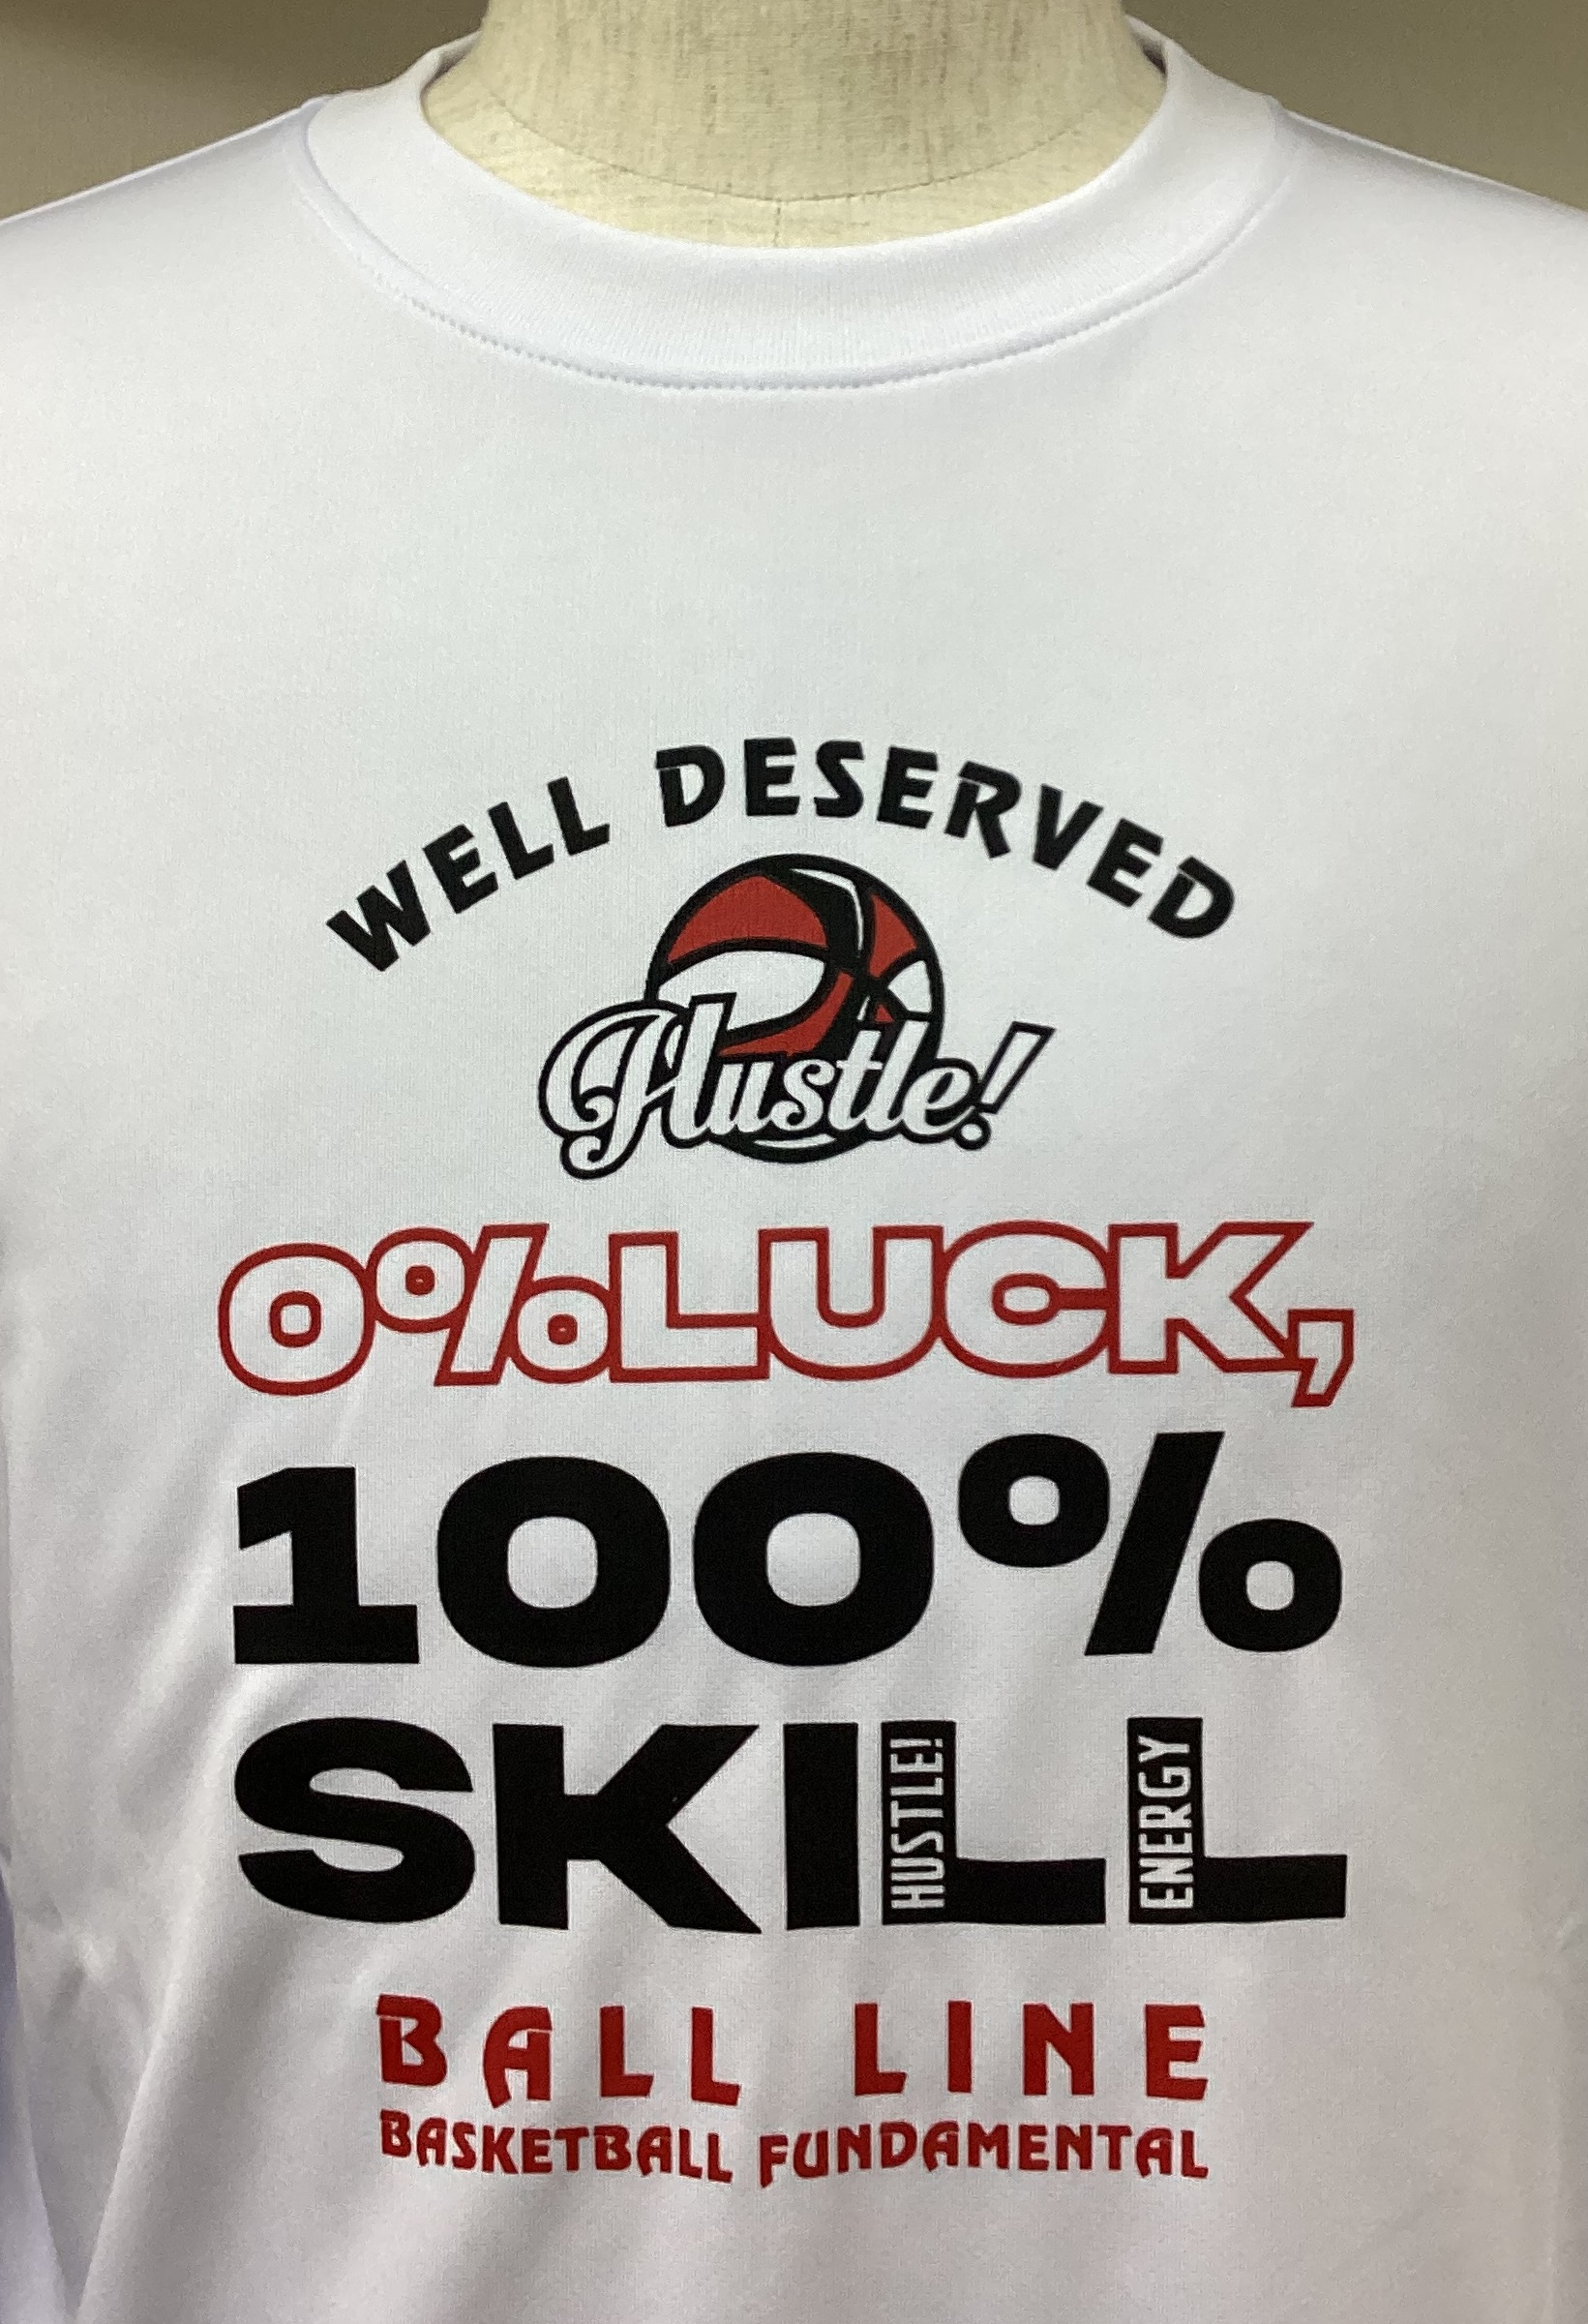 WELL DESERVED
Hustle!
0%LUCK,
100%
SKILL
HUSTLE!
ENERGY
BALL LINE
BASKETBALL FUNDAMENTAL